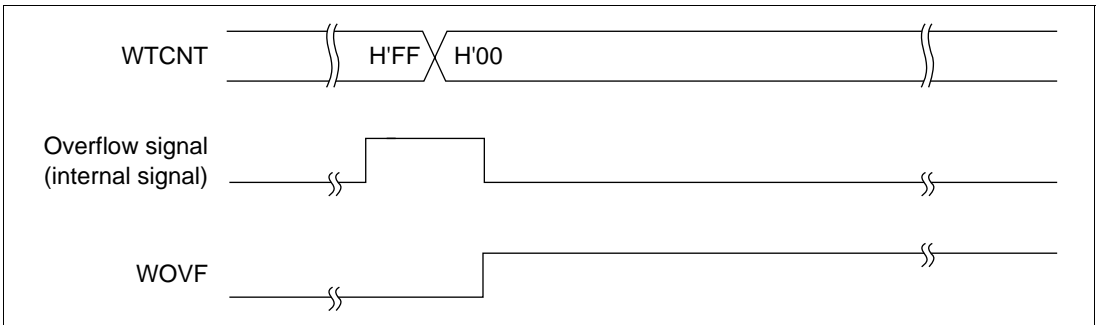 WTCNT H'FF H'00
Overflow signal
(internal signal)
WOVF